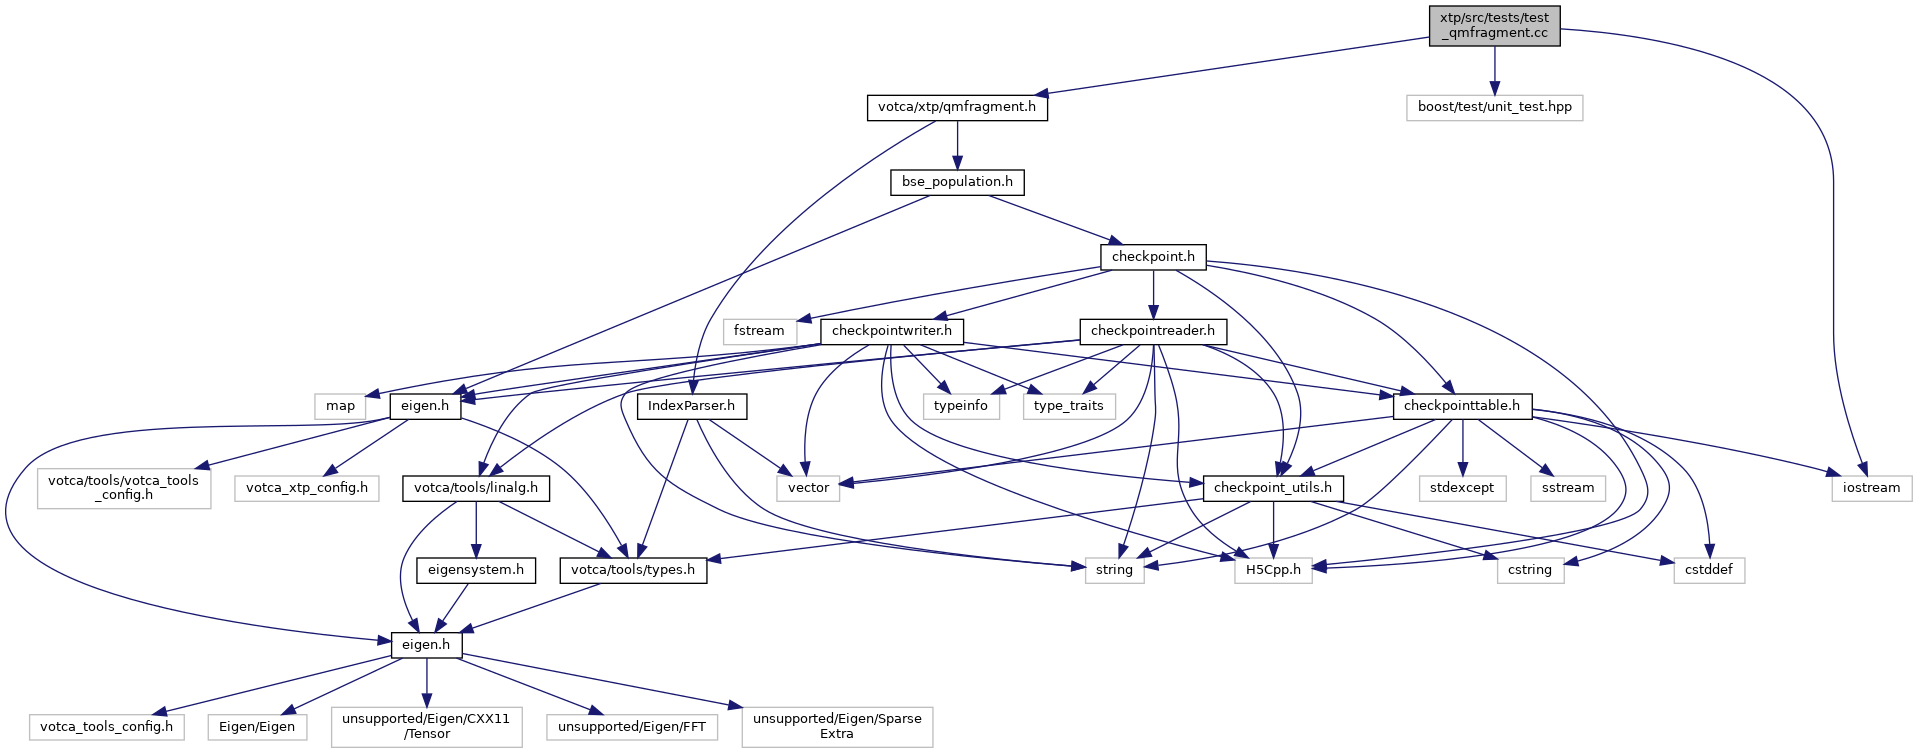 xtp/src/tests/test
_qmfragment.cc
votca/xtp/qmfragment.h
boost/test/unit_test.hpp
bse_population.h
checkpoint.h
fstream
checkpointwriter.h
checkpointreader.h
map
eigen.h
IndexParser.h
typeinfo
type_traits
checkpointtable.h
votca/tools/votca_tools
_config.h
votca_xtp_config.h
votca/tools/linalg.h
vector
checkpoint_utils.h
stdexcept
sstream
iostream
eigensystem.h
votca/tools/types.h
string
H5Cpp.h
cstring
cstddef
eigen.h
votca_tools_config.h
Eigen/Eigen
unsupported/Eigen/CXX11
/Tensor
unsupported/Eigen/FFT
unsupported/Eigen/Sparse
Extra